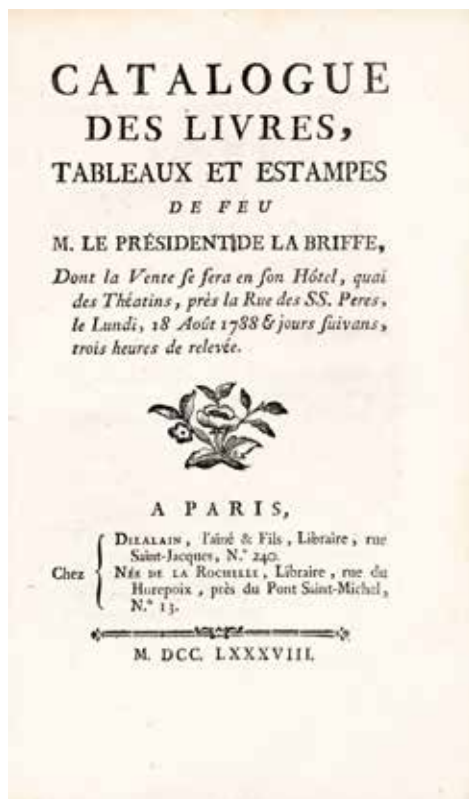 CATALOGUE
DES LIVRES,
TABLEAUX ET ESTAMPES
DE FEU
M. LE PRÉSIDENT DE LA BRIFFE,
Dont la Vente ſe fera en ſon Hôtel, quai
des Théatins, près la Rue des SS. Peres,
le Lundi, 18 Août 1788 & jours ſuivans,
trois heures de relevée.
A PARIS,
Chez
DELALAIN, l'aîné & Fils, Libraire, rue
Saint-Jacques, N.° 240.
NÉE DE LA ROCHELLE, Libraire, rue du
Hurepoix, près du Pont Saint-Michel,
N.° 13.
M. DCC. LXXXVIII.